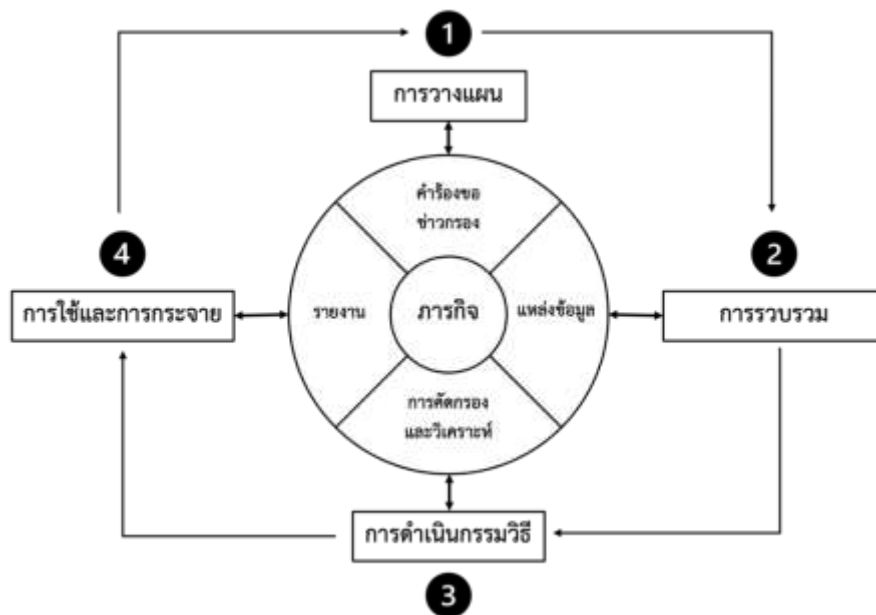 1
การวางแผน
คำร้องขอ
ข่าวกรอง
4
2
การใช้และการกระจาย
รายงาน
ภารกิจ
แหล่งข้อมูล
การรวบรวม
การคัดกรอง
และวิเคราะห์
การดำเนินกรรมวิธี
3